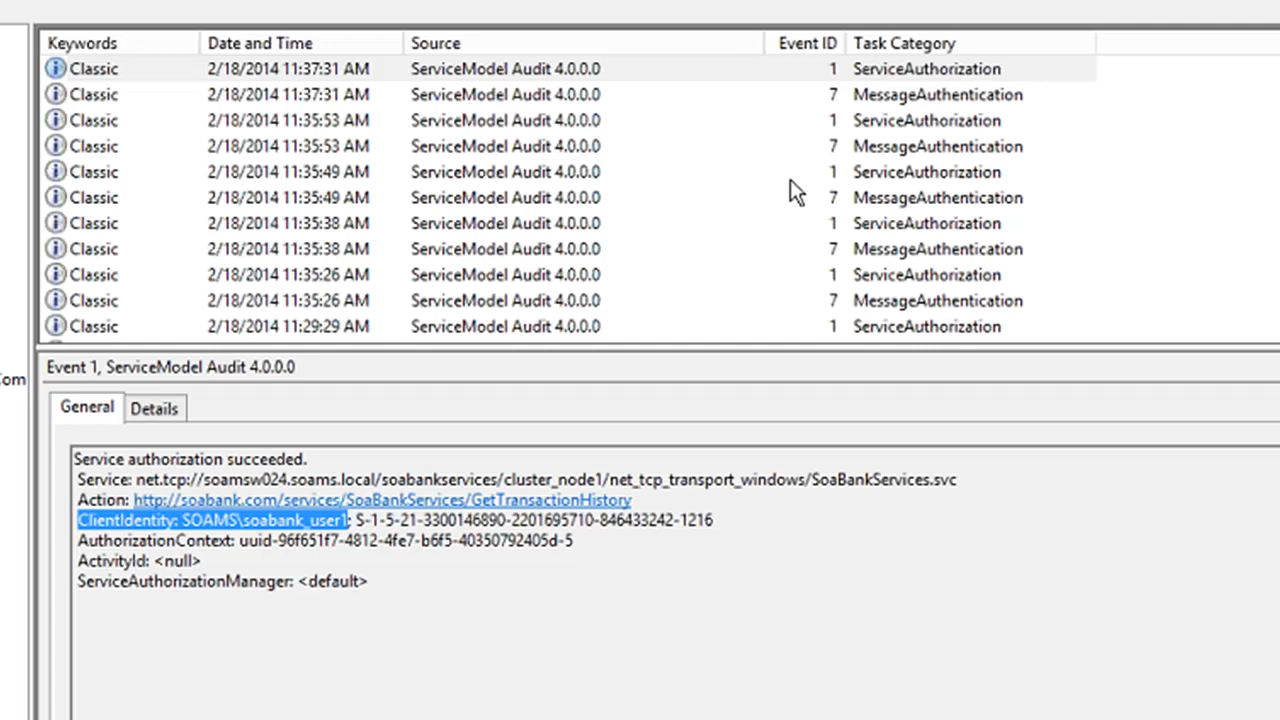 Keywords Date and Time Source Event ID Task Category
Classic 2/18/2014 11:37:31 AM ServiceModel Audit 4.0.0.0 1 ServiceAuthorization
Classic 2/18/2014 11:37:31 AM ServiceModel Audit 4.0.0.0 7 MessageAuthentication
Classic 2/18/2014 11:35:53 AM ServiceModel Audit 4.0.0.0 1 ServiceAuthorization
Classic 2/18/2014 11:35:53 AM ServiceModel Audit 4.0.0.0 7 MessageAuthentication
Classic 2/18/2014 11:35:49 AM ServiceModel Audit 4.0.0.0 1 ServiceAuthorization
Classic 2/18/2014 11:35:49 AM ServiceModel Audit 4.0.0.0 7 MessageAuthentication
Classic 2/18/2014 11:35:38 AM ServiceModel Audit 4.0.0.0 1 ServiceAuthorization
Classic 2/18/2014 11:35:38 AM ServiceModel Audit 4.0.0.0 7 MessageAuthentication
Classic 2/18/2014 11:35:26 AM ServiceModel Audit 4.0.0.0 1 ServiceAuthorization
Classic 2/18/2014 11:35:26 AM ServiceModel Audit 4.0.0.0 7 MessageAuthentication
Classic 2/18/2014 11:29:29 AM ServiceModel Audit 4.0.0.0 1 ServiceAuthorization
Com
Event 1, ServiceModel Audit 4.0.0.0
General Details
Service authorization succeeded.
Service: net.tcp://soamsw024.soams.local/soabankservices/cluster_node1/net_tcp_transport_windows/SoaBankServices.svc
Action: http://soabank.com/services/SoaBankServices/GetTransactionHistory
ClientIdentity: SOAMS\soabank_user1; S-1-5-21-3300146890-2201695710-846433242-1216
AuthorizationContext: uuid-96f651f7-4812-4fe7-b6f5-40350792405d-5
ActivityId: <null>
ServiceAuthorizationManager: <default>